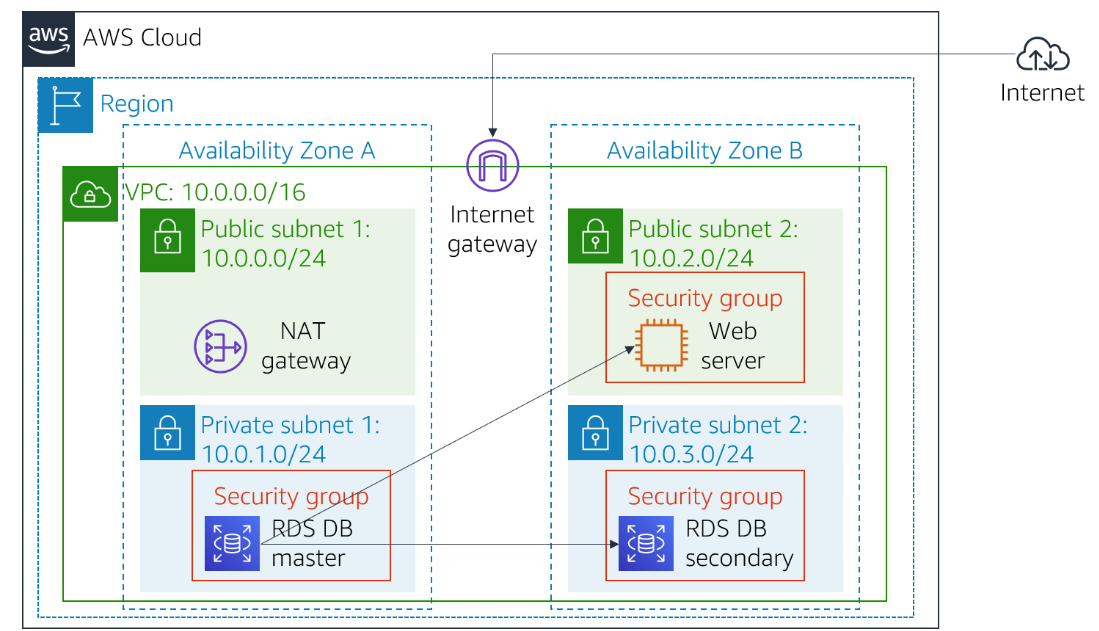 aws
AWS Cloud
Internet
Region
Availability Zone A
Availability Zone B
VPC: 10.0.0.0/16
Internet
gateway
Public subnet 1:
10.0.0.0/24
Public subnet 2:
10.0.2.0/24
NAT
gateway
Security group
Web
server
Private subnet 1:
10.0.1.0/24
Private subnet 2:
10.0.3.0/24
Security group
RDS DB
master
Security group
RDS DB
secondary